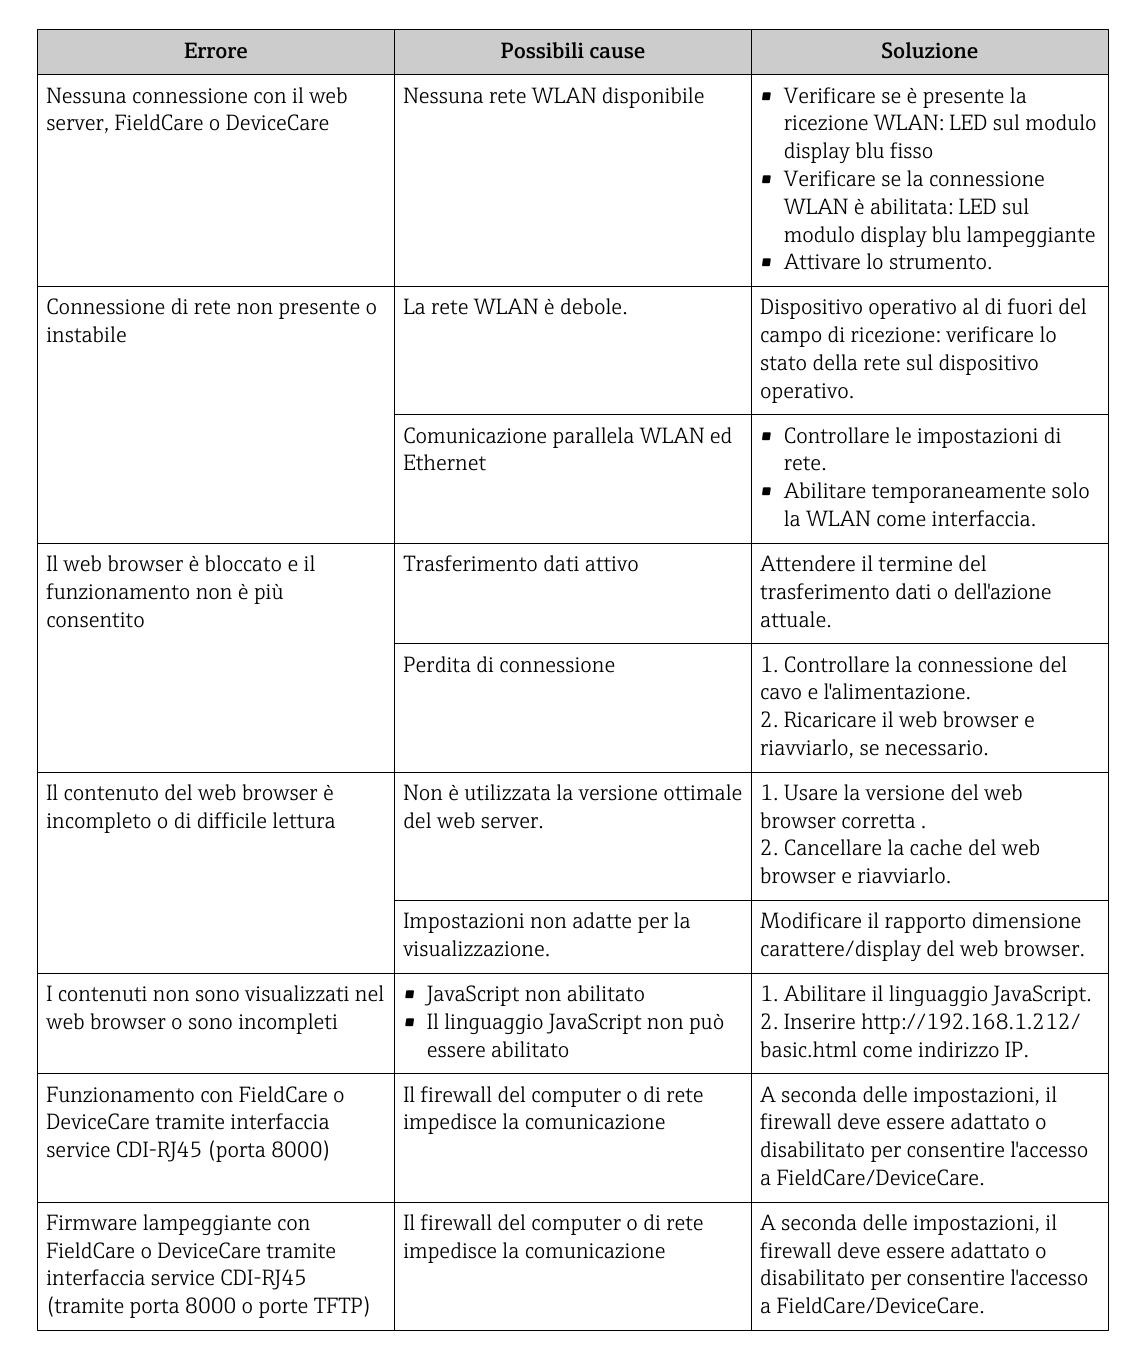 Errore
Possibili cause
Soluzione
Nessuna connessione con il web
server, FieldCare o DeviceCare
Nessuna rete WLAN disponibile
▪ Verificare se è presente la
ricezione WLAN: LED sul modulo
display blu fisso
▪ Verificare se la connessione
WLAN è abilitata: LED sul
modulo display blu lampeggiante
▪ Attivare lo strumento.
Connessione di rete non presente o
instabile
La rete WLAN è debole.
Dispositivo operativo al di fuori del
campo di ricezione: verificare lo
stato della rete sul dispositivo
operativo.
Comunicazione parallela WLAN ed
Ethernet
▪ Controllare le impostazioni di
rete.
▪ Abilitare temporaneamente solo
la WLAN come interfaccia.
Il web browser è bloccato e il
funzionamento non è più
consentito
Trasferimento dati attivo
Attendere il termine del
trasferimento dati o dell'azione
attuale.
Perdita di connessione
1. Controllare la connessione del
cavo e l'alimentazione.
2. Ricaricare il web browser e
riavviarlo, se necessario.
Il contenuto del web browser è
incompleto o di difficile lettura
Non è utilizzata la versione ottimale
del web server.
1. Usare la versione del web
browser corretta .
2. Cancellare la cache del web
browser e riavviarlo.
Impostazioni non adatte per la
visualizzazione.
Modificare il rapporto dimensione
carattere/display del web browser.
I contenuti non sono visualizzati nel
web browser o sono incompleti
▪ JavaScript non abilitato
▪ Il linguaggio JavaScript non può
essere abilitato
1. Abilitare il linguaggio JavaScript.
2. Inserire http://192.168.1.212/
basic.html come indirizzo IP.
Funzionamento con FieldCare o
DeviceCare tramite interfaccia
service CDI-RJ45 (porta 8000)
Il firewall del computer o di rete
impedisce la comunicazione
A seconda delle impostazioni, il
firewall deve essere adattato o
disabilitato per consentire l'accesso
a FieldCare/DeviceCare.
Firmware lampeggiante con
FieldCare o DeviceCare tramite
interfaccia service CDI-RJ45
(tramite porta 8000 o porte TFTP)
Il firewall del computer o di rete
impedisce la comunicazione
A seconda delle impostazioni, il
firewall deve essere adattato o
disabilitato per consentire l'accesso
a FieldCare/DeviceCare.